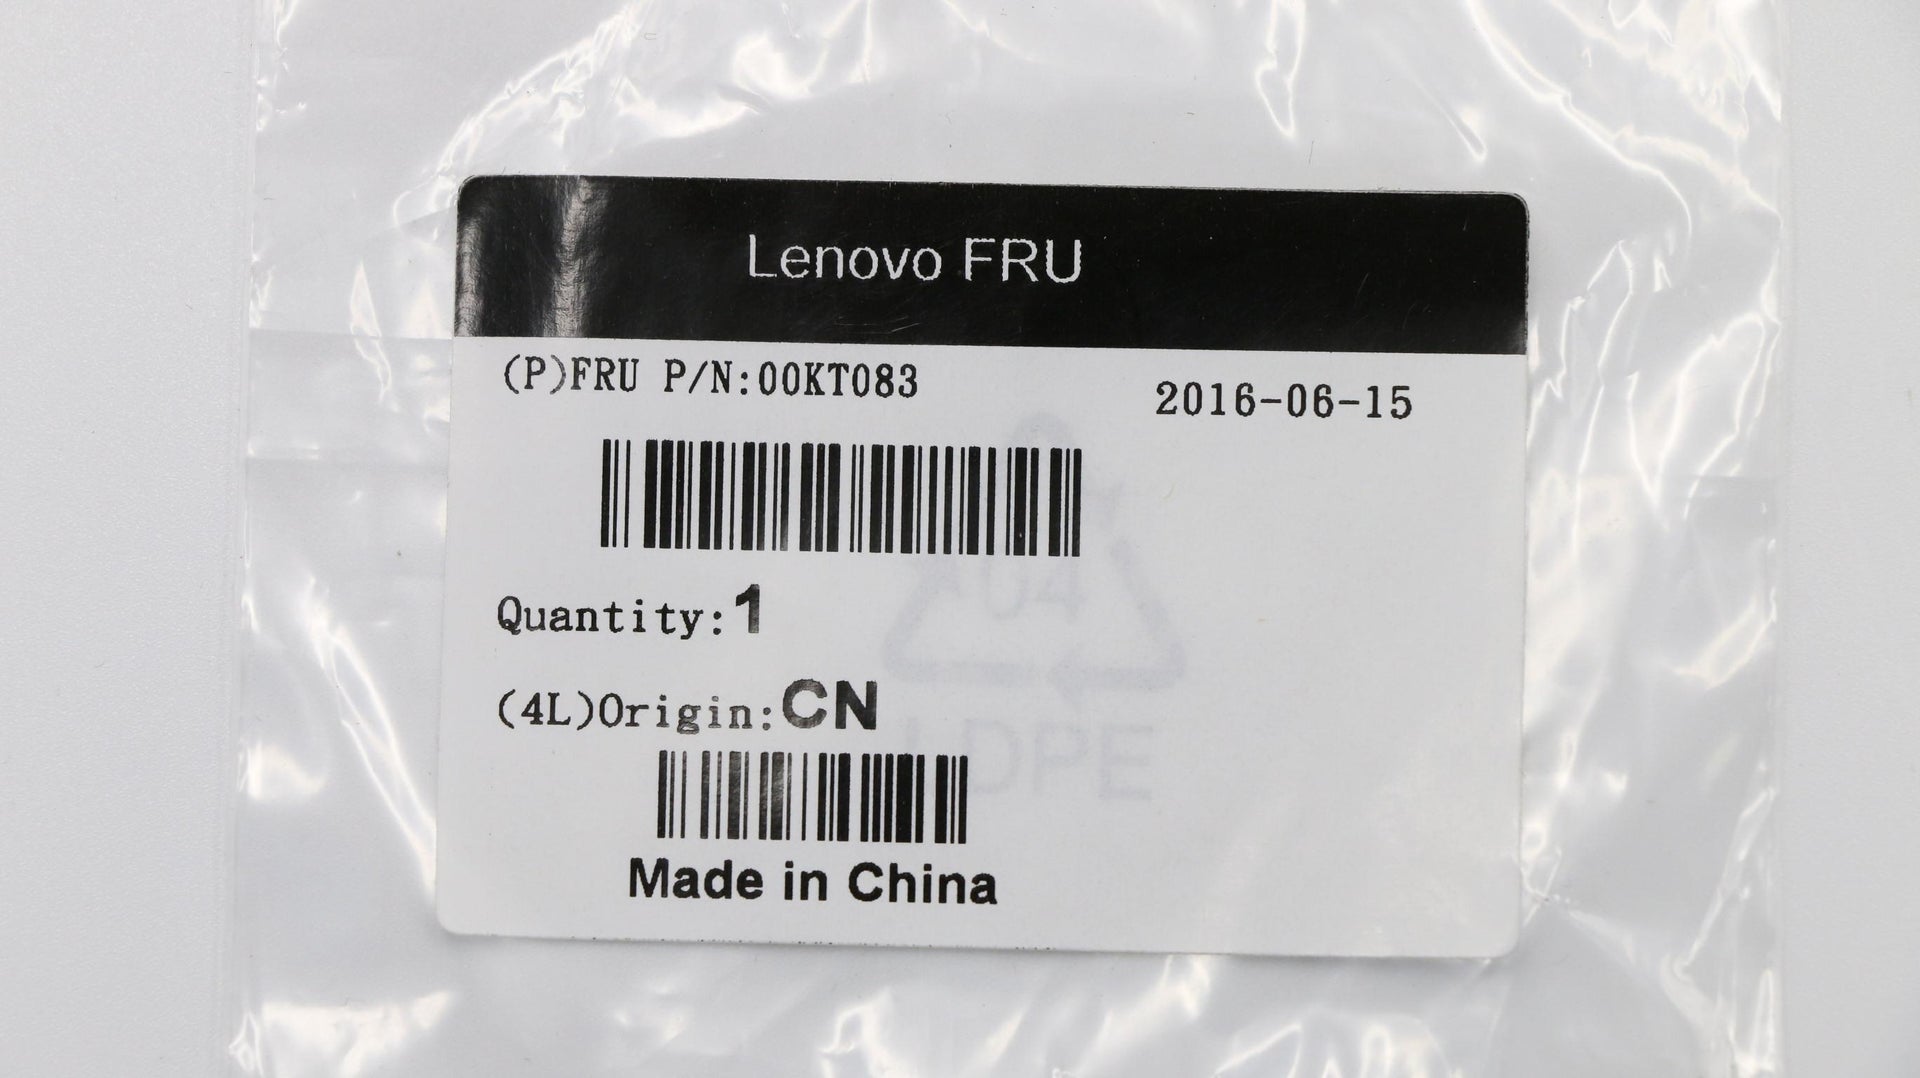 Lenovo FRU
(P)FRU P/N:00KT083
2016-06-15
Quantity:1
(4L)Origin:CN
Made in China
04
LDPE